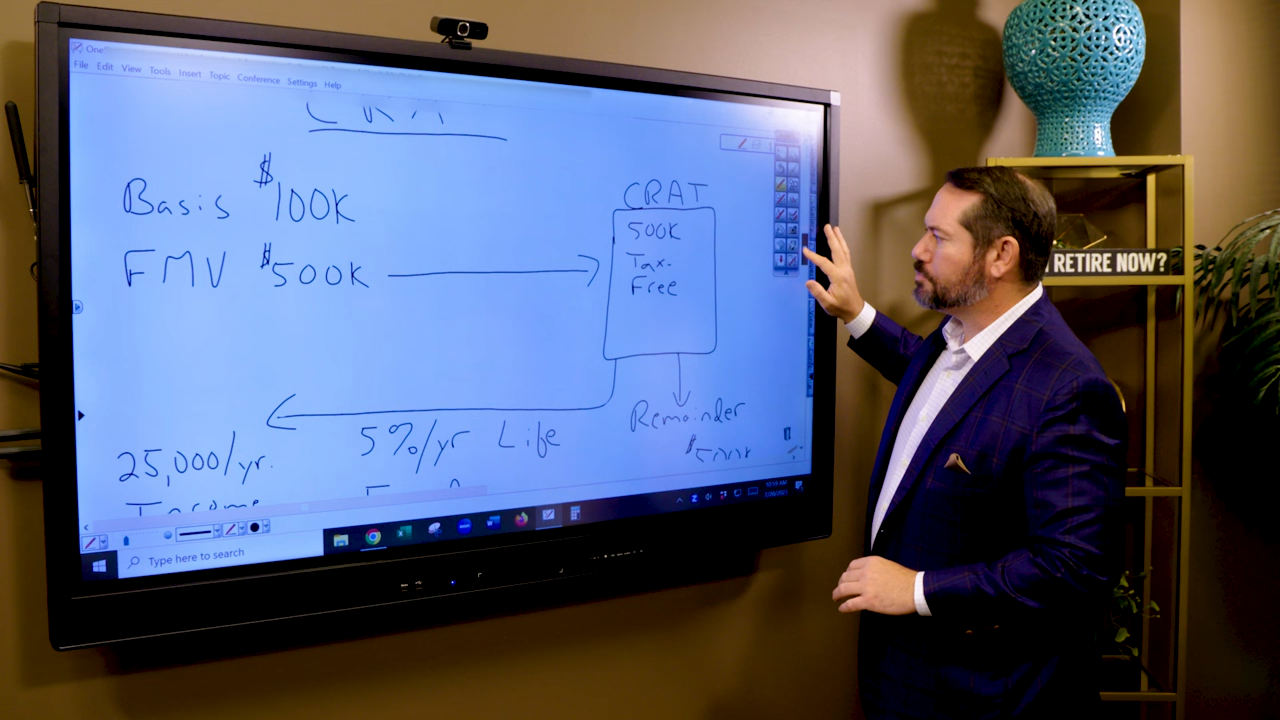 One
File Edit View Tools Insert Topic Conference Settings Help
Basis $100K
FMV $500K
CRAT
500K
Tax-
Free
25,000/yr.
Income
5%/yr Life
Remainder
Type here to search
RETIRE NOW?